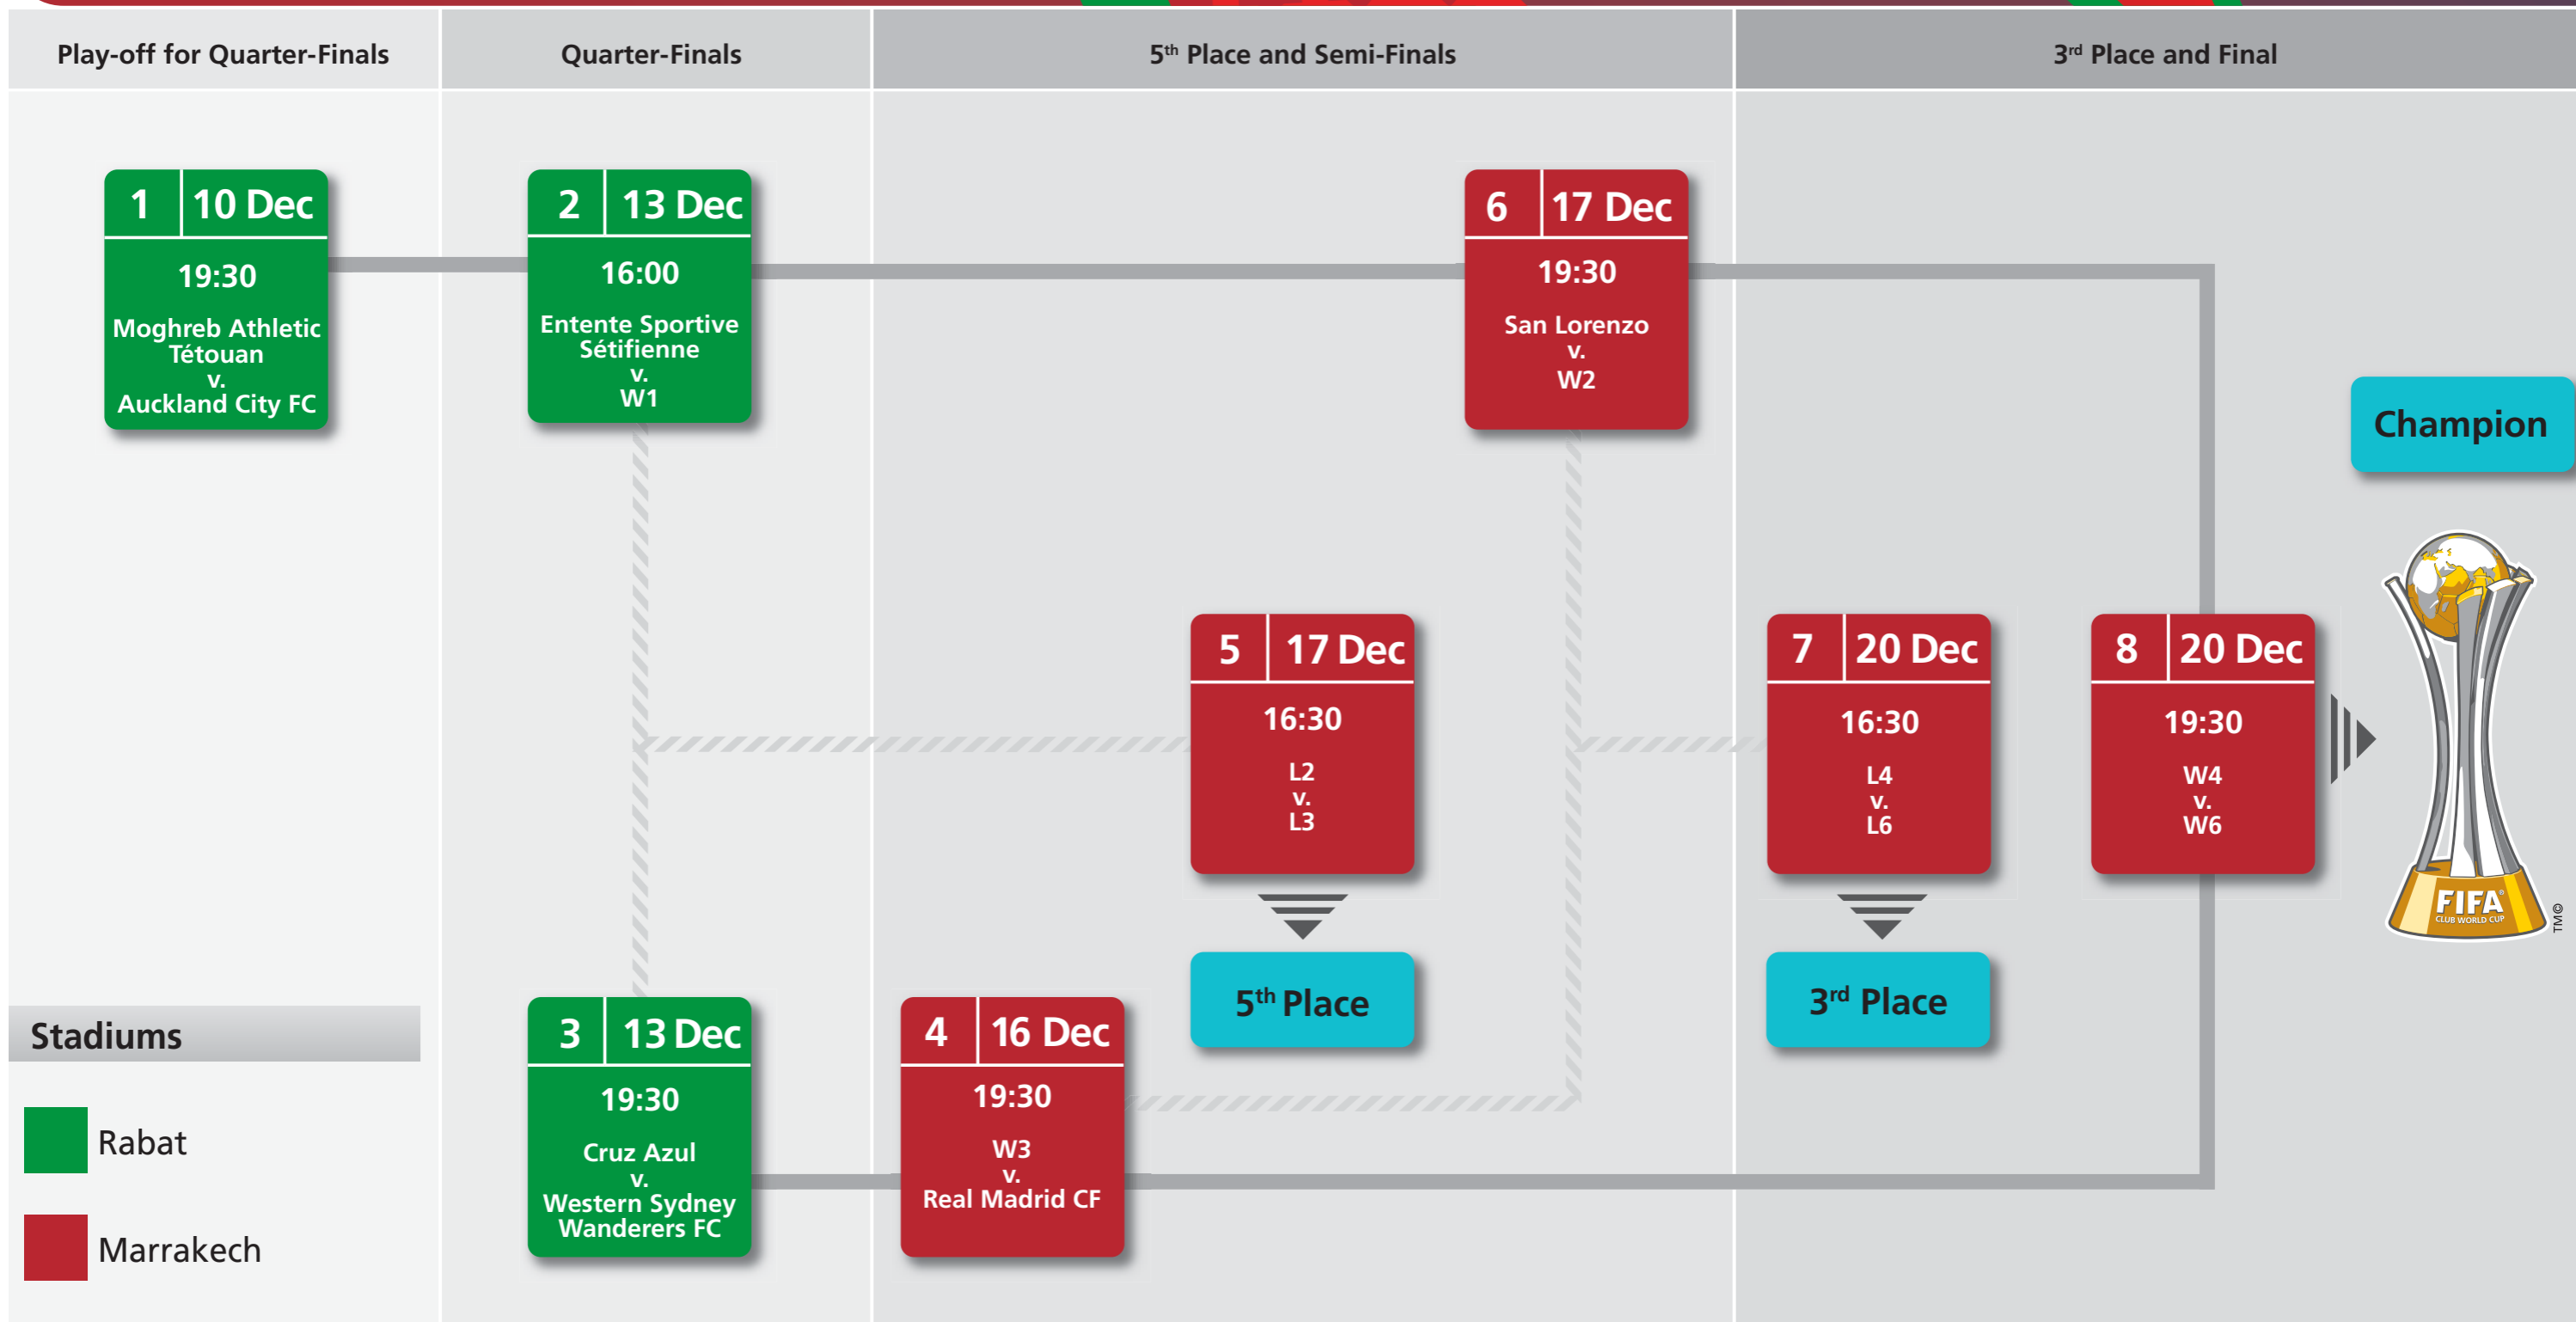 Play-off for Quarter-Finals
Quarter-Finals
5th Place and Semi-Finals
3rd Place and Final
1 10 Dec
19:30
Moghreb Athletic
Tétouan
v.
Auckland City FC
2 13 Dec
16:00
Entente Sportive
Sétifienne
v.
W1
6 17 Dec
19:30
San Lorenzo
v.
W2
Champion
5 17 Dec
16:30
L2
v.
L3
5th Place
7 20 Dec
16:30
L4
v.
L6
3rd Place
8 20 Dec
19:30
W4
v.
W6
FIFA®
CLUB WORLD CUP
TM©
3 13 Dec
19:30
Cruz Azul
v.
Western Sydney
Wanderers FC
4 16 Dec
19:30
W3
v.
Real Madrid CF
Stadiums
Rabat
Marrakech